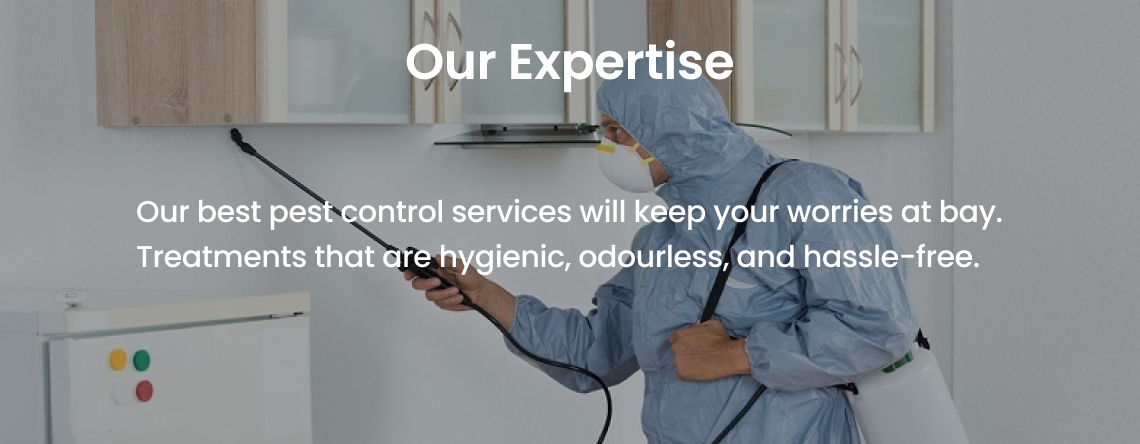 Our Expertise
Our best pest control services will keep your worries at bay.
Treatments that are hygienic, odourless, and hassle-free.